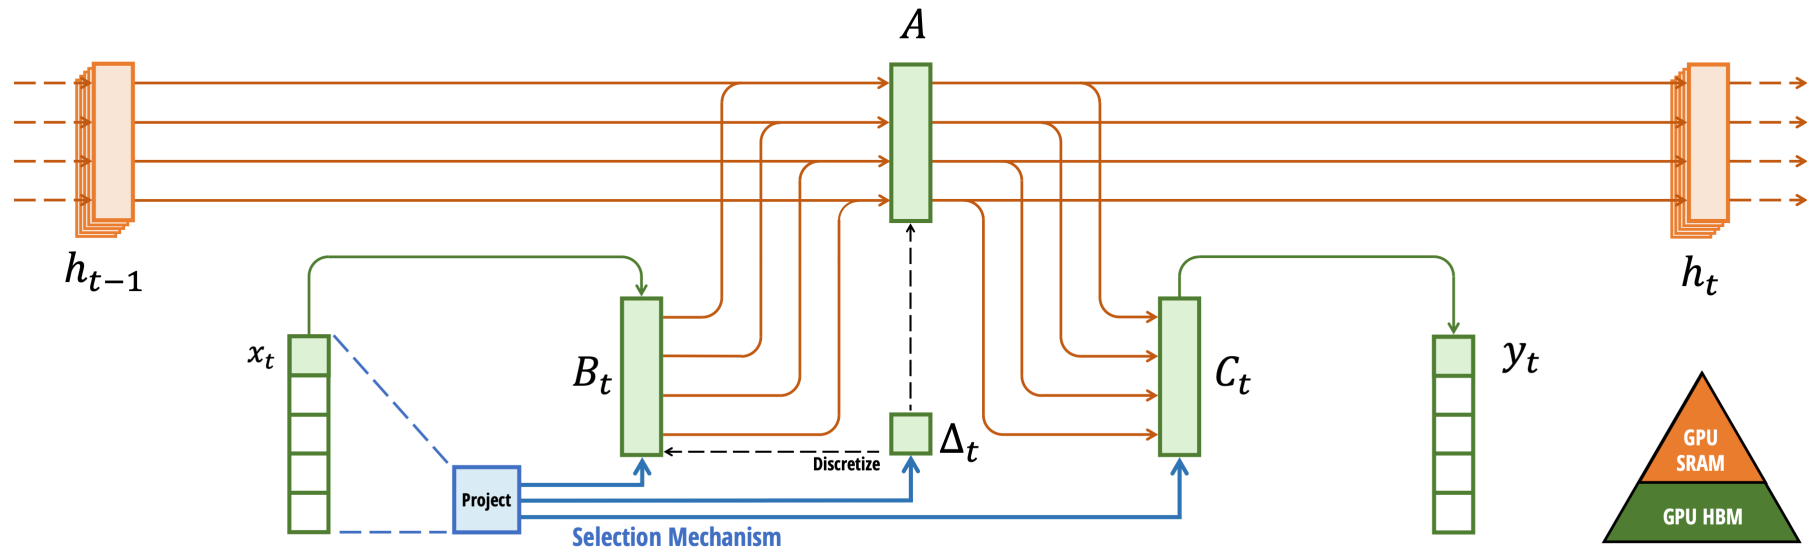 A
h_{t-1}
h_t
x_t
B_t
C_t
y_t
Δ_t
Discretize
Project
Selection Mechanism
GPU
SRAM
GPU HBM